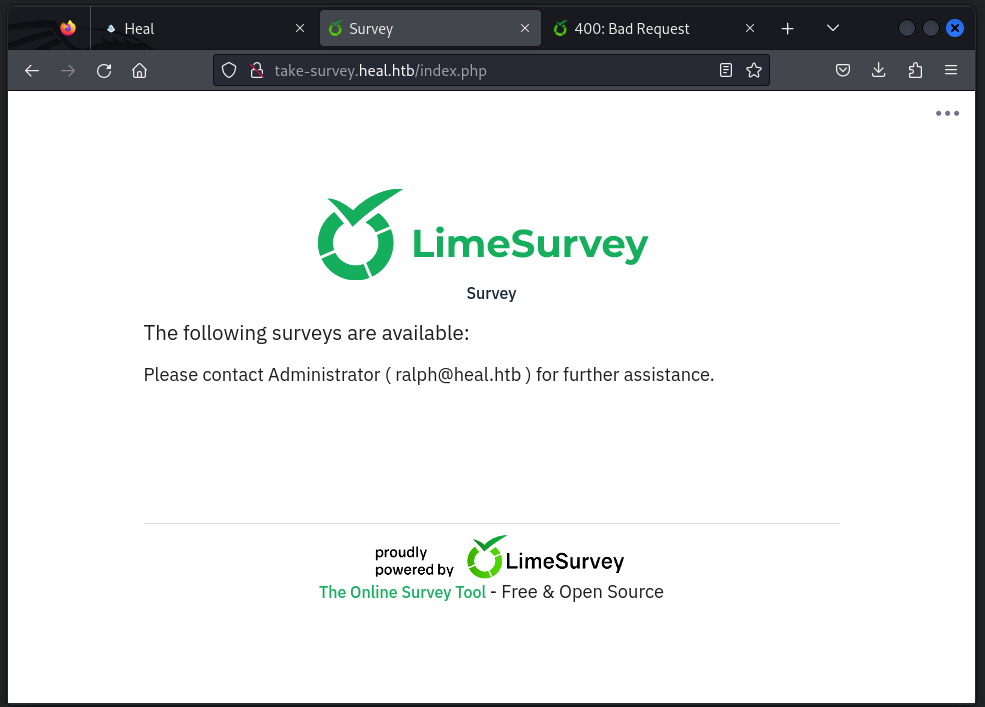 Heal
Survey
400: Bad Request
take-survey.heal.htb/index.php
LimeSurvey
Survey
The following surveys are available:
Please contact Administrator ( ralph@heal.htb ) for further assistance.
proudly
powered by
LimeSurvey
The Online Survey Tool - Free & Open Source